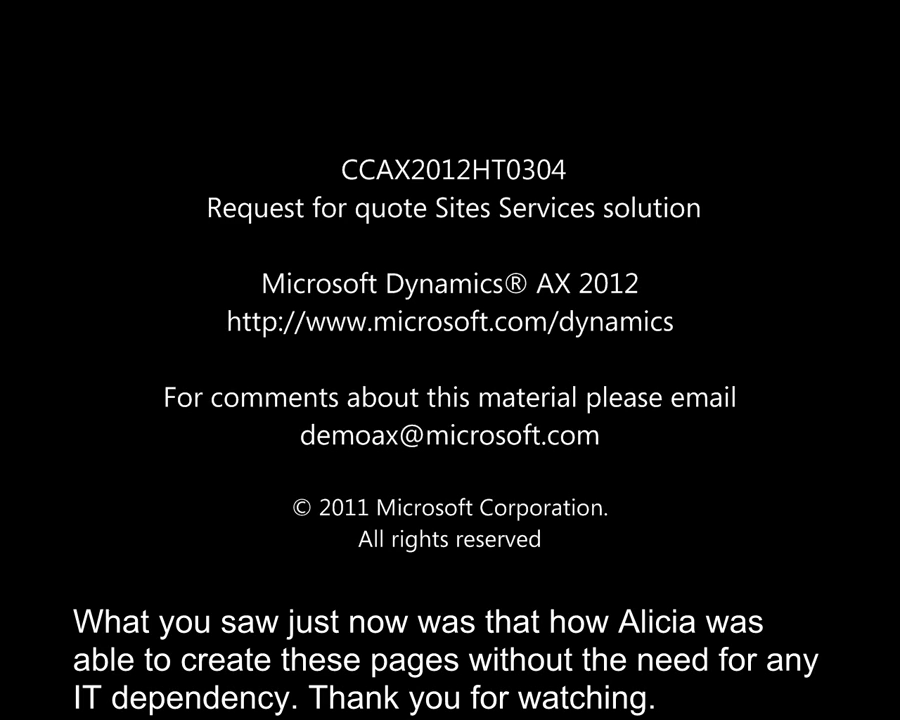 CCAX2012HT0304
Request for quote Sites Services solution
Microsoft Dynamics® AX 2012
http://www.microsoft.com/dynamics
For comments about this material please email
demoax@microsoft.com
© 2011 Microsoft Corporation.
All rights reserved
What you saw just now was that how Alicia was
able to create these pages without the need for any
IT dependency. Thank you for watching.